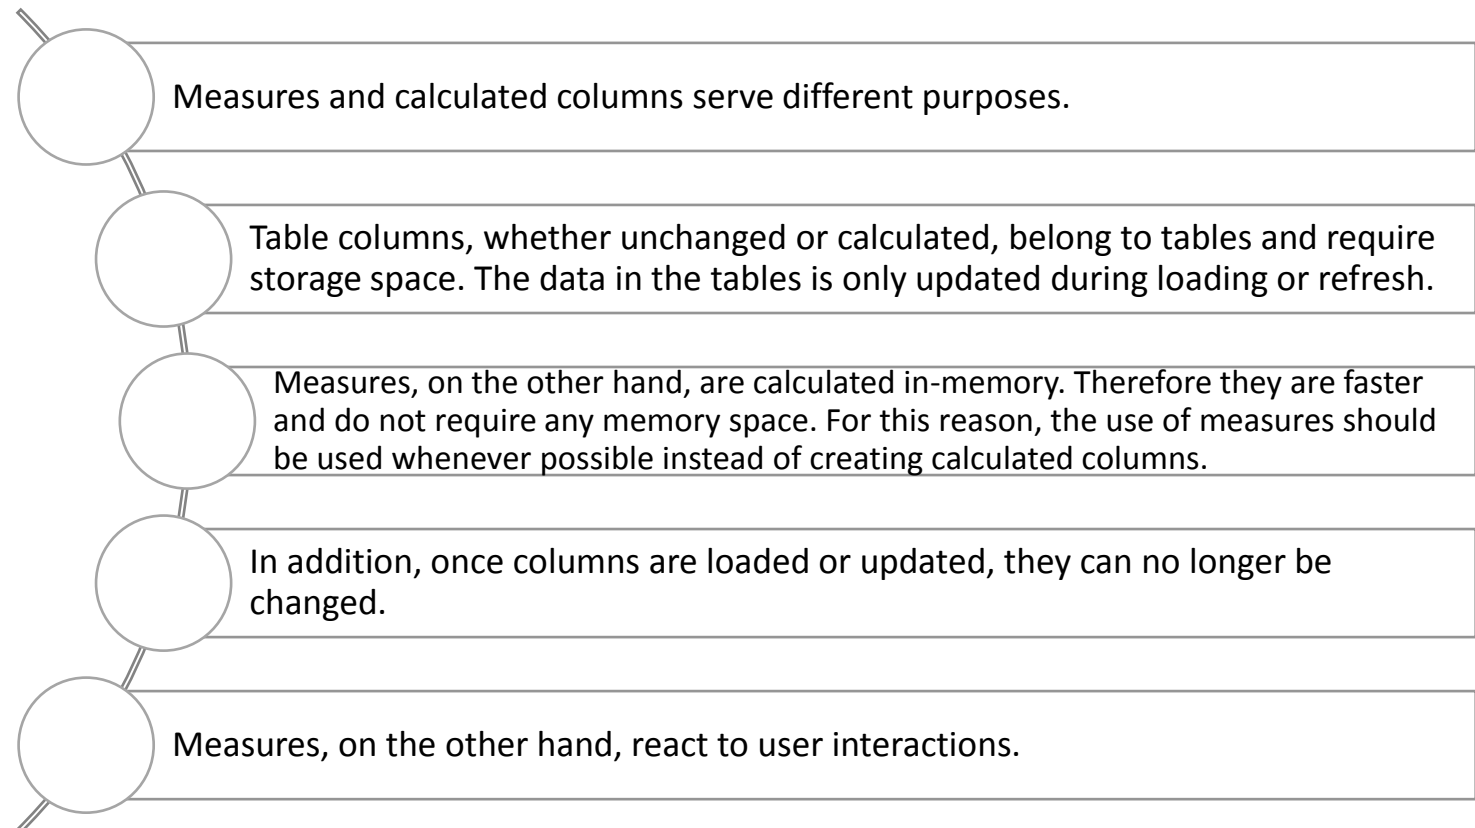 Measures and calculated columns serve different purposes.
Table columns, whether unchanged or calculated, belong to tables and require
storage space. The data in the tables is only updated during loading or refresh.
Measures, on the other hand, are calculated in-memory. Therefore they are faster
and do not require any memory space. For this reason, the use of measures should
be used whenever possible instead of creating calculated columns.
In addition, once columns are loaded or updated, they can no longer be
changed.
Measures, on the other hand, react to user interactions.